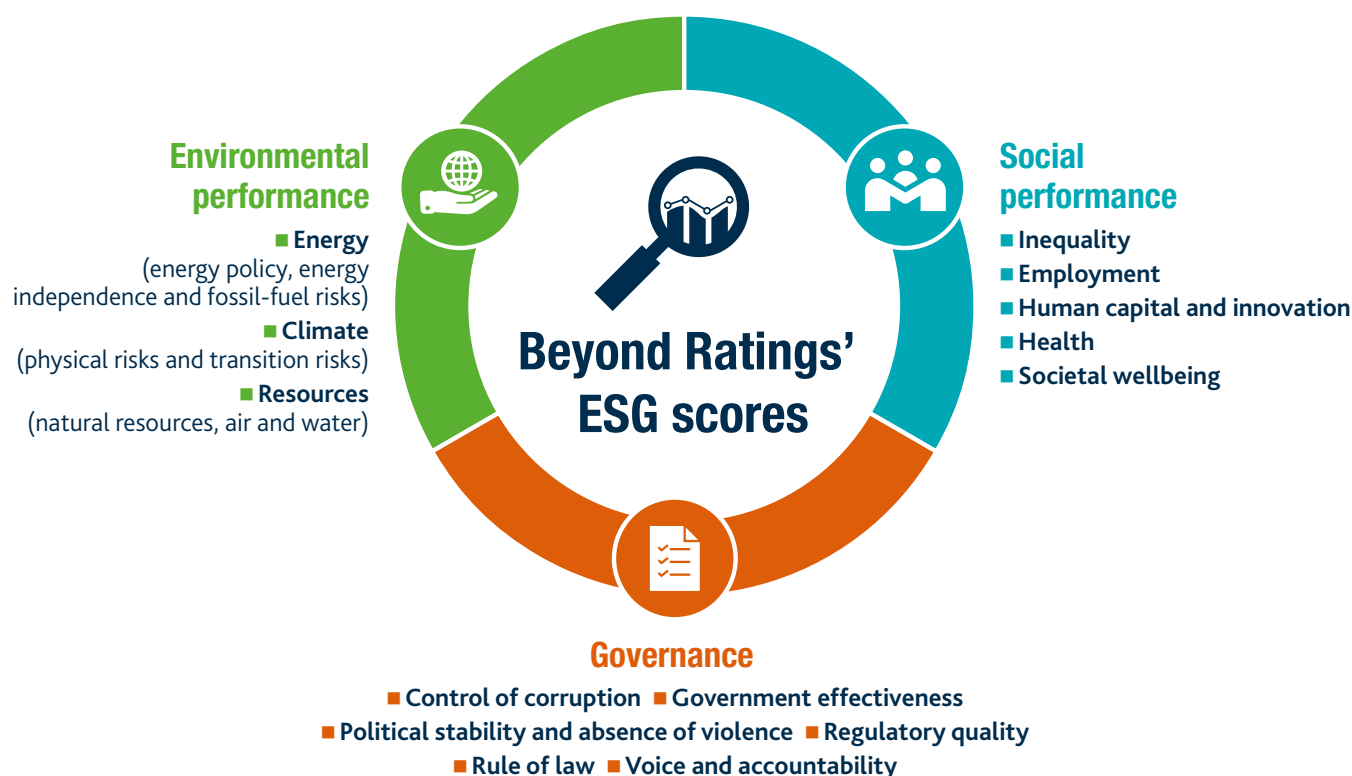 Environmental
performance
■ Energy
(energy policy, energy
independence and fossil-fuel risks)
■ Climate
(physical risks and transition risks)
■ Resources
(natural resources, air and water)
Beyond Ratings’
ESG scores
Social
performance
■ Inequality
■ Employment
■ Human capital and innovation
■ Health
■ Societal wellbeing
Governance
■ Control of corruption ■ Government effectiveness
■ Political stability and absence of violence ■ Regulatory quality
■ Rule of law ■ Voice and accountability